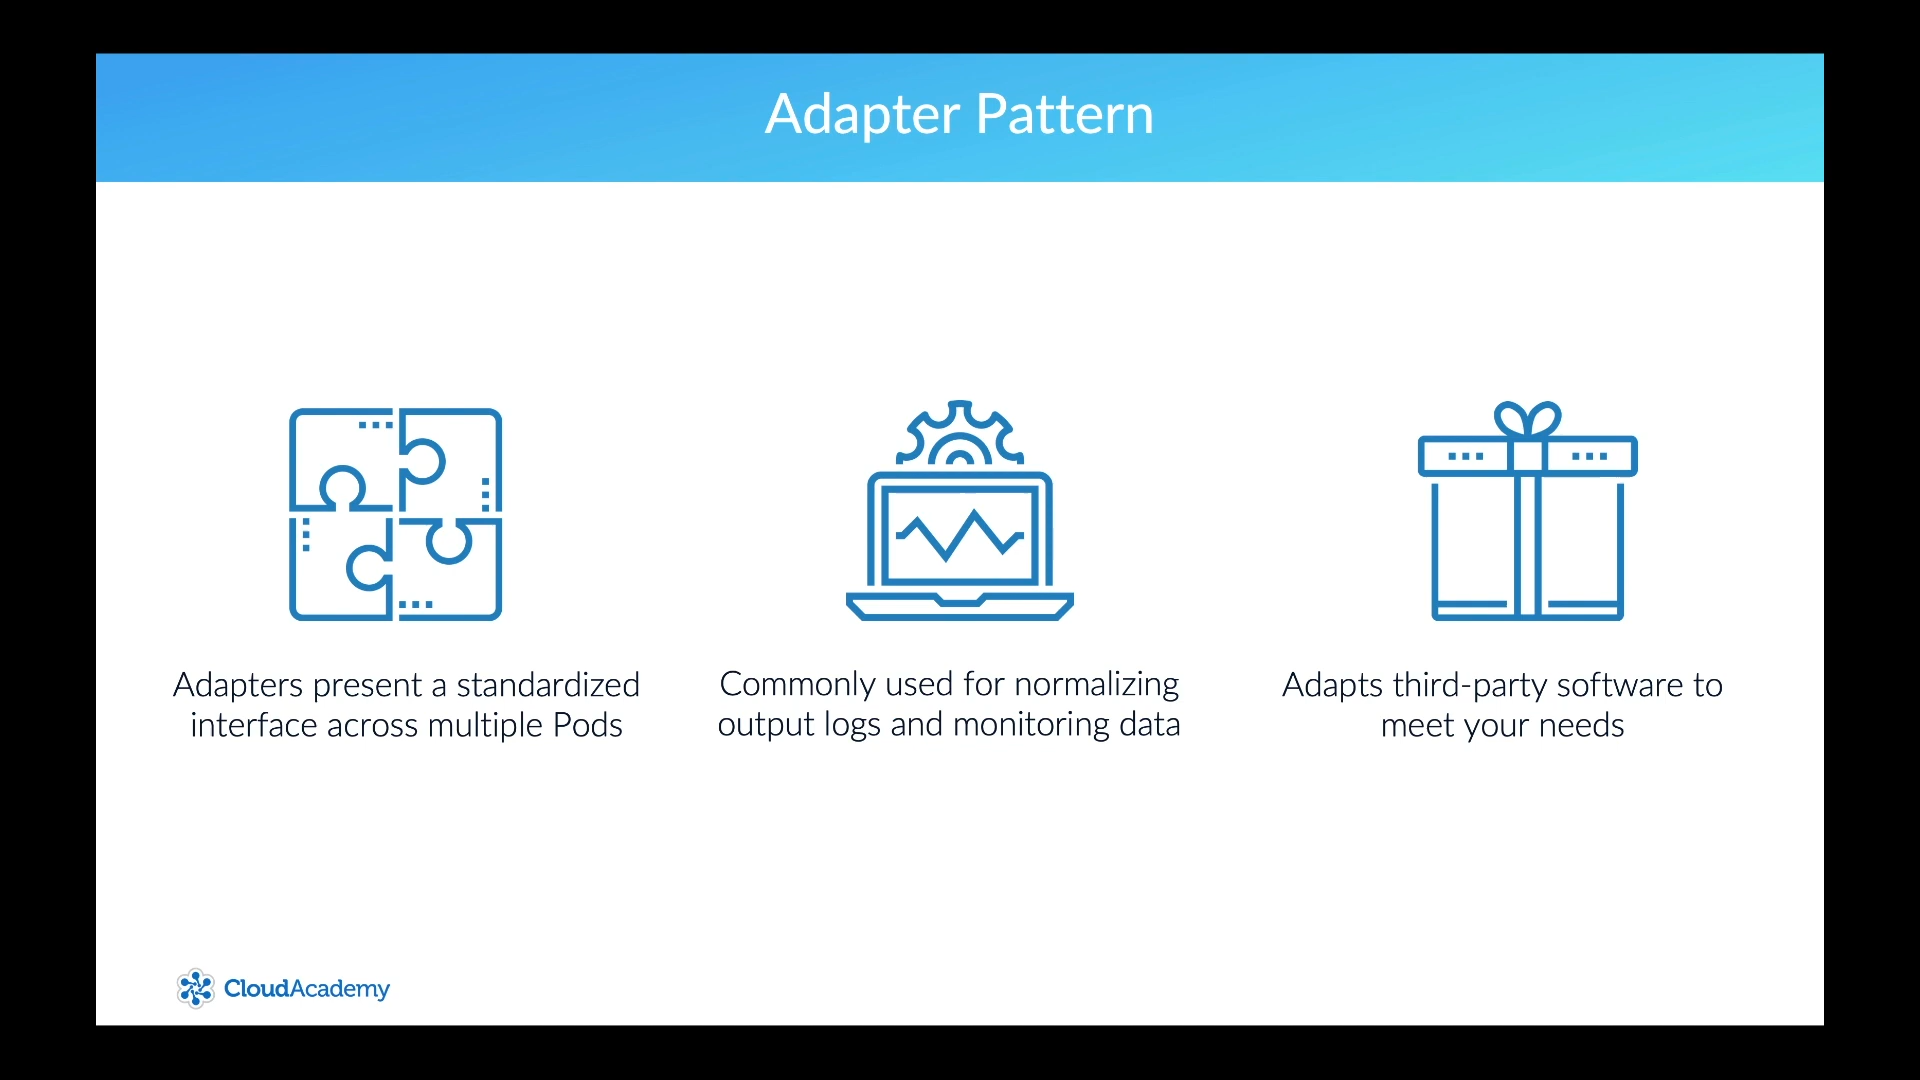 Adapter Pattern
Adapters present a standardized
interface across multiple Pods
Commonly used for normalizing
output logs and monitoring data
Adapts third-party software to
meet your needs
CloudAcademy